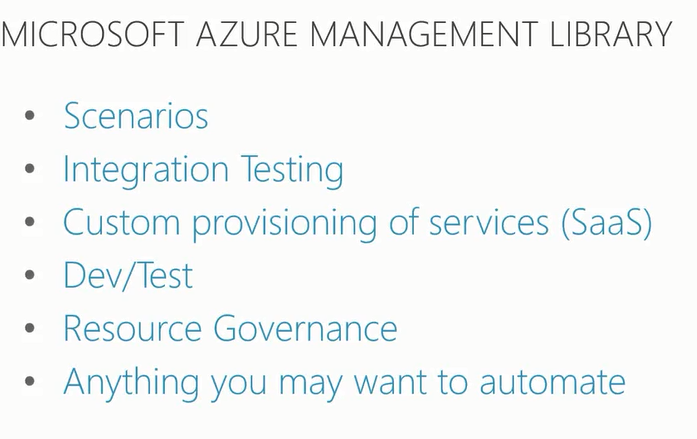 MICROSOFT AZURE MANAGEMENT LIBRARY
• Scenarios
• Integration Testing
• Custom provisioning of services (SaaS)
• Dev/Test
• Resource Governance
• Anything you may want to automate